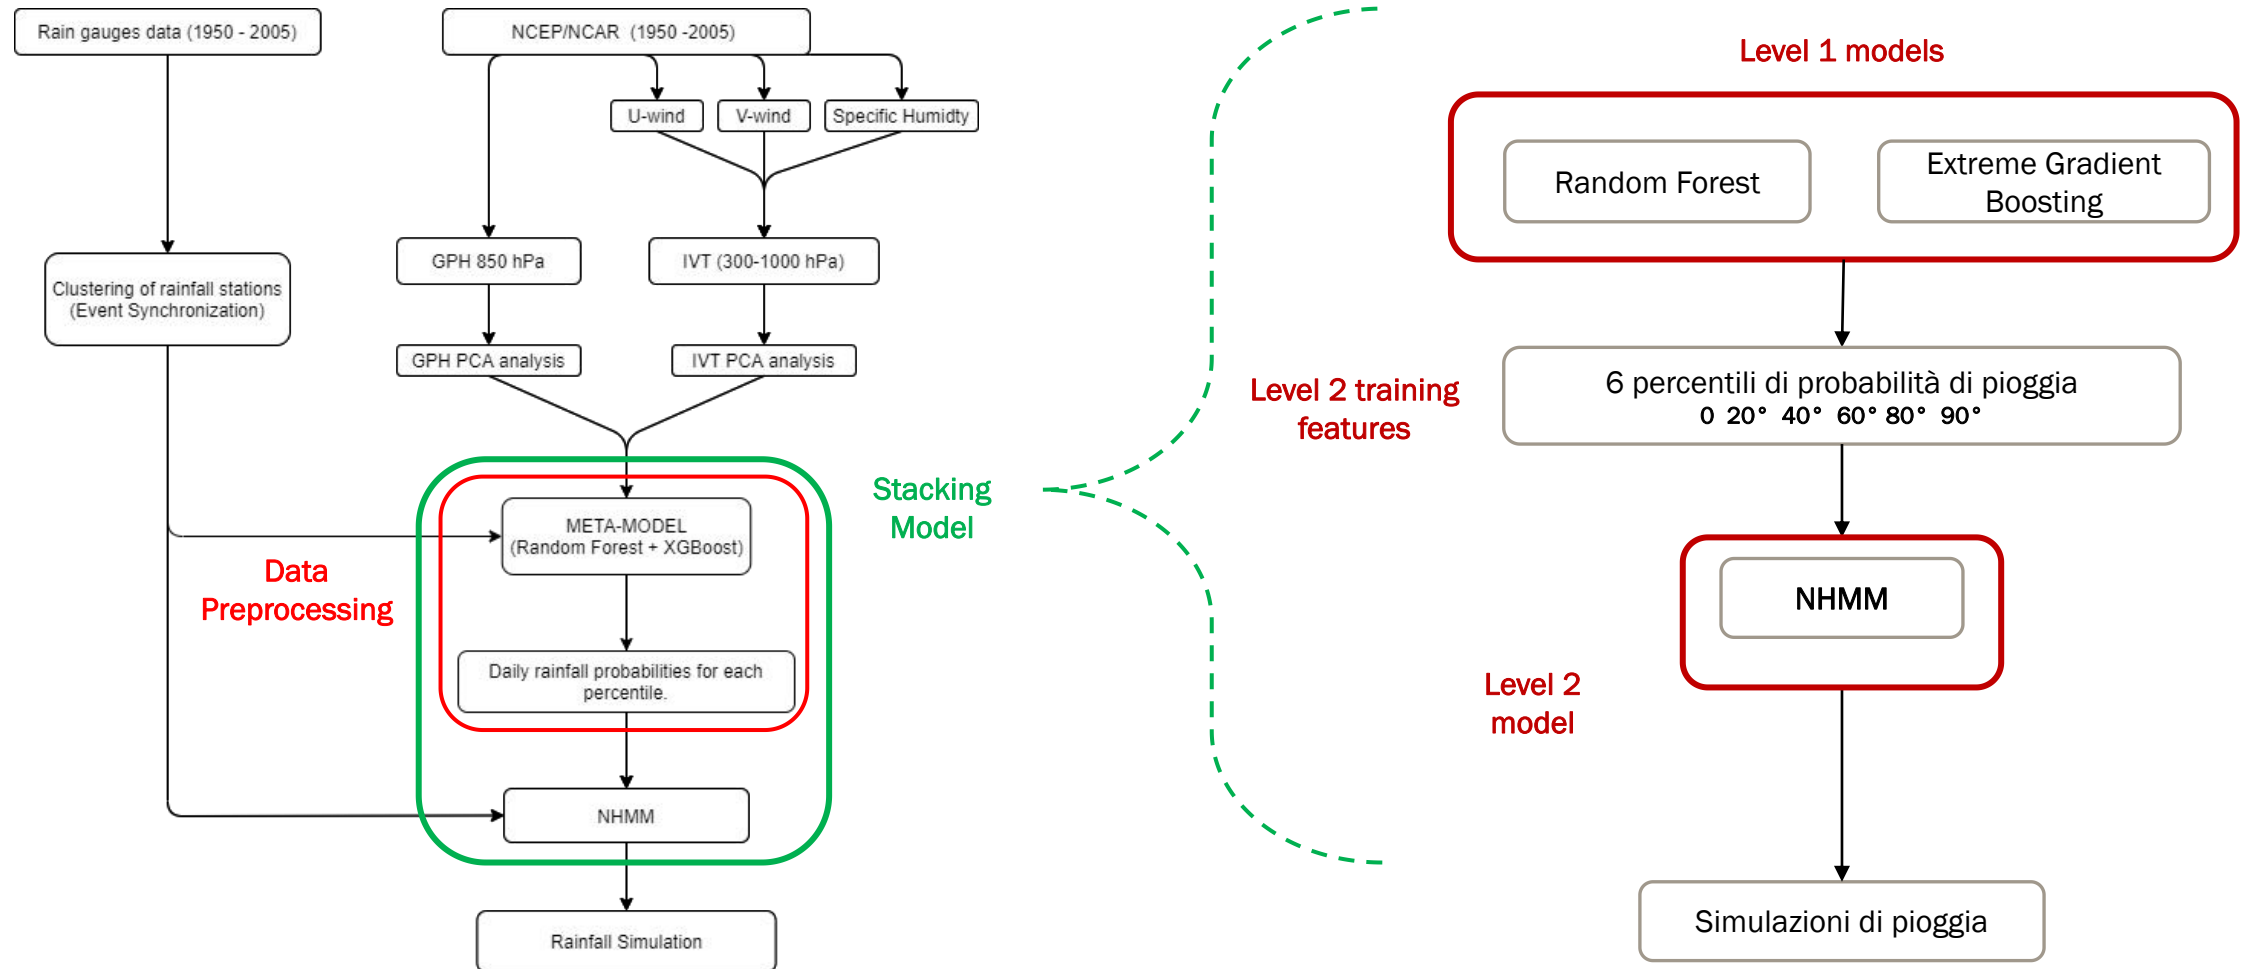 Rain gauges data (1950 - 2005)
NCEP/NCAR (1950 -2005)
U-wind
V-wind
Specific Humidty
GPH 850 hPa
IVT (300-1000 hPa)
Clustering of rainfall stations
(Event Synchronization)
GPH PCA analysis
IVT PCA analysis
META-MODEL
(Random Forest + XGBoost)
Data
Preprocessing
Daily rainfall probabilities for each
percentile.
NHMM
Rainfall Simulation
Stacking
Model
Level 1 models
Random Forest
Extreme Gradient
Boosting
Level 2 training
features
6 percentili di probabilità di pioggia
0 20° 40° 60° 80° 90°
NHMM
Level 2
model
Simulazioni di pioggia